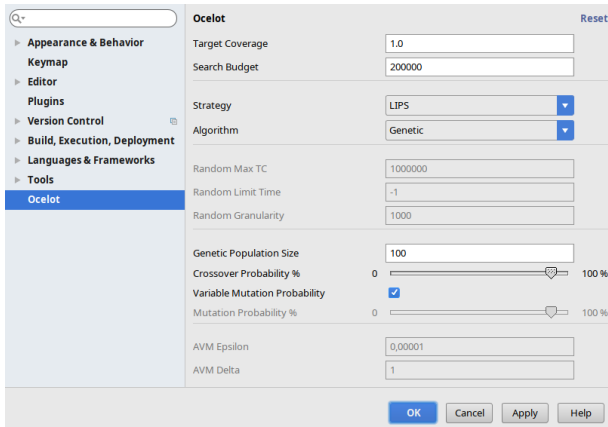 Ocelot Reset
Appearance & Behavior
Keymap
Editor
Plugins
Version Control
Build, Execution, Deployment
Languages & Frameworks
Tools
Ocelot
Target Coverage 1.0
Search Budget 200000
Strategy LIPS
Algorithm Genetic
Random Max TC 1000000
Random Limit Time -1
Random Granularity 1000
Genetic Population Size 100
Crossover Probability % 0 100 %
Variable Mutation Probability
Mutation Probability % 0 100 %
AVM Epsilon 0,00001
AVM Delta 1
OK Cancel Apply Help